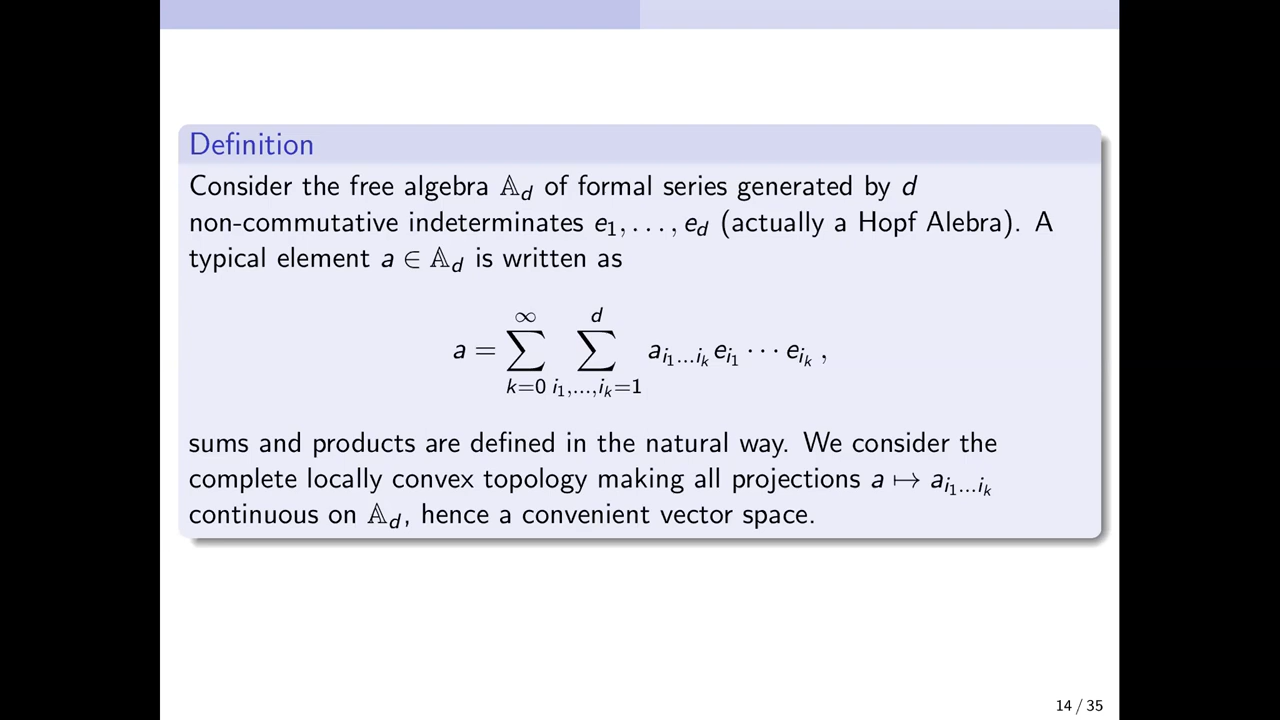 Definition
Consider the free algebra 𝔸_d of formal series generated by d
non-commutative indeterminates e_1, . . . , e_d (actually a Hopf Alebra). A
typical element a ∈ 𝔸_d is written as
a = ∑_{k=0}^{∞} ∑_{i_1,...,i_k=1}^{d} a_{i_1...i_k} e_{i_1} ⋯ e_{i_k} ,
sums and products are defined in the natural way. We consider the
complete locally convex topology making all projections a ↦ a_{i_1...i_k}
continuous on 𝔸_d, hence a convenient vector space.
14 / 35